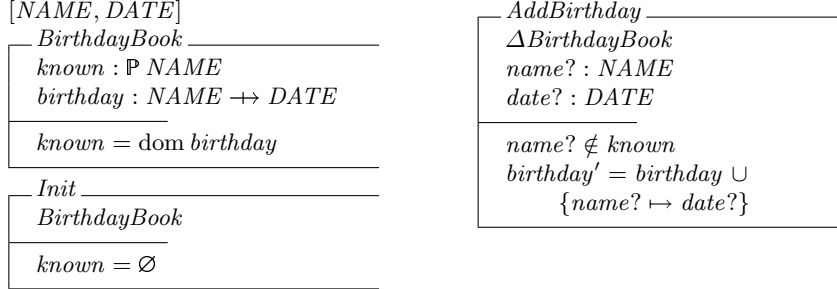 [NAME, DATE]
BirthdayBook
known : ℙ NAME
birthday : NAME ⇸ DATE
known = dom birthday
Init
BirthdayBook
known = ∅
AddBirthday
ΔBirthdayBook
name? : NAME
date? : DATE
name? ∉ known
birthday′ = birthday ∪
{name? ↦ date?}